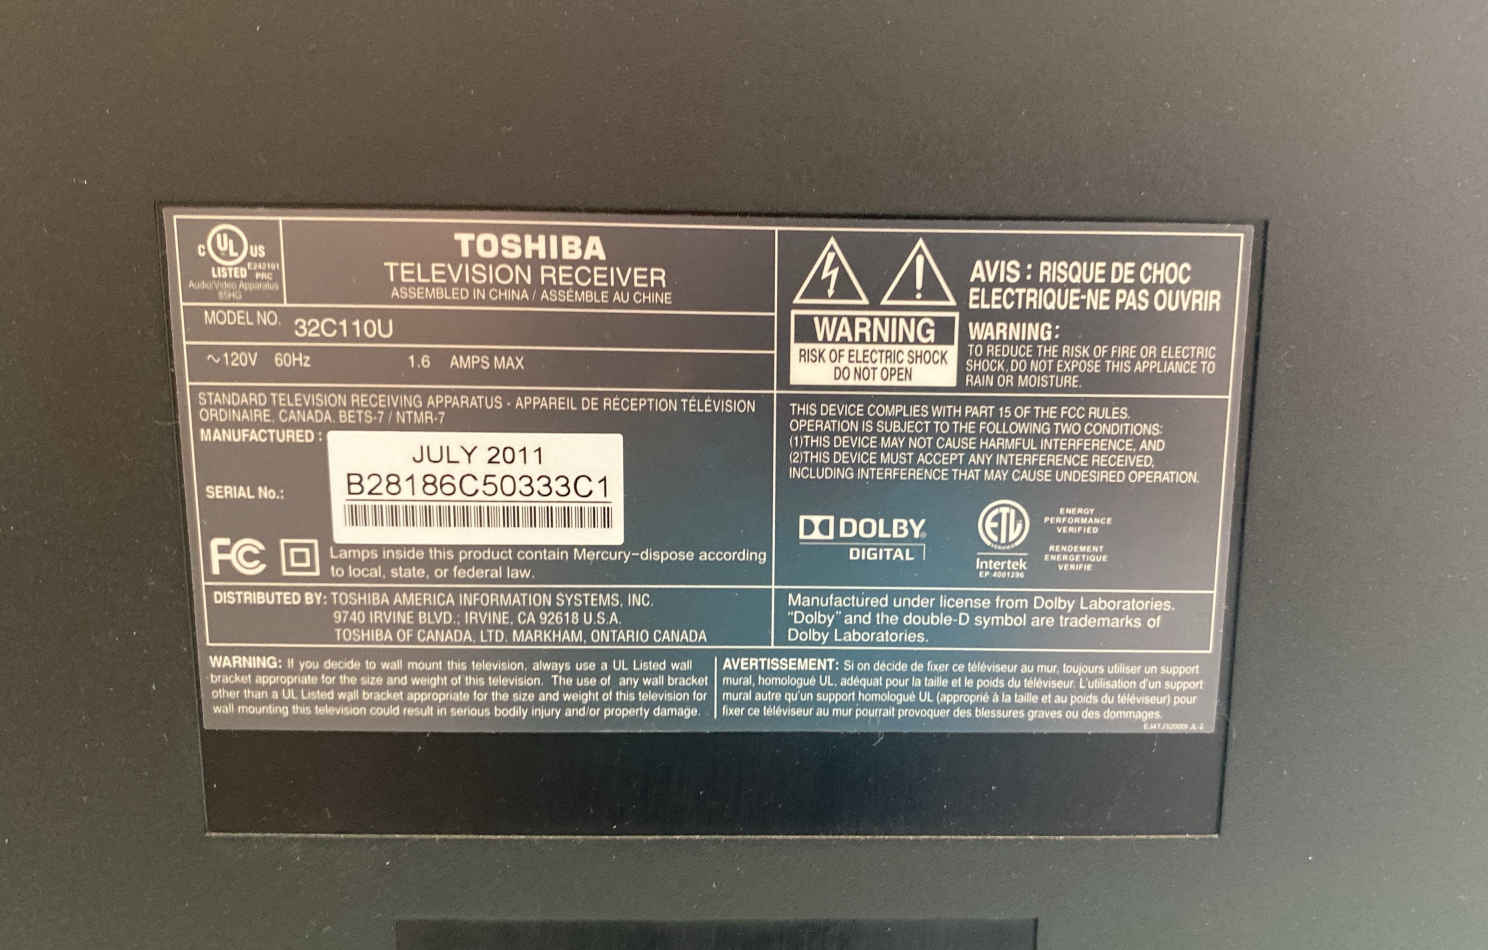 C UL US
LISTED E242191
PRC
Audio/Video Apparatus
85HG
TOSHIBA
TELEVISION RECEIVER
ASSEMBLED IN CHINA / ASSEMBLÉ AU CHINE
MODEL NO. 32C110U
~120V 60Hz 1.6 AMPS MAX
STANDARD TELEVISION RECEIVING APPARATUS - APPAREIL DE RÉCEPTION TÉLÉVISION
ORDINAIRE, CANADA, BETS-7 / NTMR-7
MANUFACTURED :
JULY 2011
SERIAL No.: B28186C50333C1
FC Lamps inside this product contain Mercury-dispose according
to local, state, or federal law.
DISTRIBUTED BY: TOSHIBA AMERICA INFORMATION SYSTEMS, INC.
9740 IRVINE BLVD.; IRVINE, CA 92618 U.S.A.
TOSHIBA OF CANADA, LTD. MARKHAM, ONTARIO CANADA
WARNING
RISK OF ELECTRIC SHOCK
DO NOT OPEN
AVIS : RISQUE DE CHOC
ELECTRIQUE-NE PAS OUVRIR
WARNING:
TO REDUCE THE RISK OF FIRE OR ELECTRIC
SHOCK, DO NOT EXPOSE THIS APPLIANCE TO
RAIN OR MOISTURE.
THIS DEVICE COMPLIES WITH PART 15 OF THE FCC RULES.
OPERATION IS SUBJECT TO THE FOLLOWING TWO CONDITIONS:
(1)THIS DEVICE MAY NOT CAUSE HARMFUL INTERFERENCE, AND
(2)THIS DEVICE MUST ACCEPT ANY INTERFERENCE RECEIVED,
INCLUDING INTERFERENCE THAT MAY CAUSE UNDESIRED OPERATION.
DOLBY
DIGITAL
ETL
Intertek
EP 4001296
ENERGY
PERFORMANCE
VERIFIED
RENDEMENT
ENERGETIQUE
VERIFIE
Manufactured under license from Dolby Laboratories.
"Dolby" and the double-D symbol are trademarks of
Dolby Laboratories.
WARNING: If you decide to wall mount this television, always use a UL Listed wall
bracket appropriate for the size and weight of this television. The use of any wall bracket
other than a UL Listed wall bracket appropriate for the size and weight of this television for
wall mounting this television could result in serious bodily injury and/or property damage.
AVERTISSEMENT: Si on décide de fixer ce téléviseur au mur, toujours utiliser un support
mural, homologué UL, adéquat pour la taille et le poids du téléviseur. L'utilisation d'un support
mural autre qu'un support homologué UL (approprié à la taille et au poids du téléviseur) pour
fixer ce téléviseur au mur pourrait provoquer des blessures graves ou des dommages.